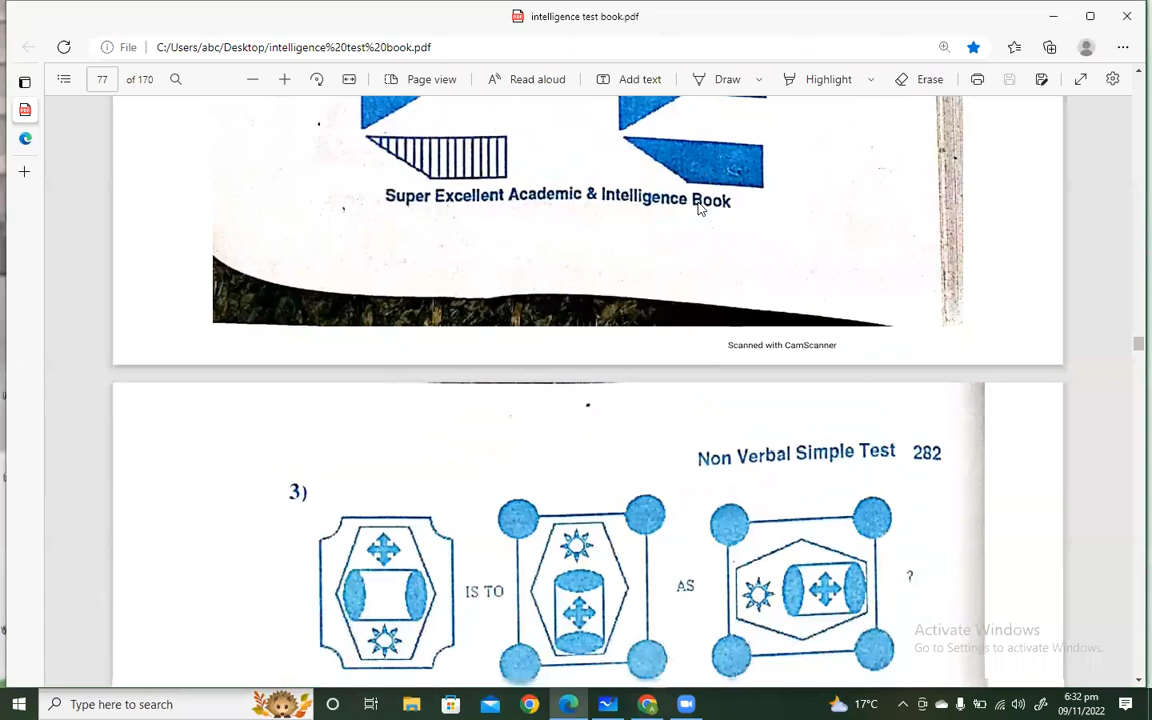 intelligence test book.pdf
File C:/Users/abc/Desktop/intelligence%20test%20book.pdf
77 of 170 Page view Read aloud Add text Draw Highlight Erase
Super Excellent Academic & Intelligence Book
Scanned with CamScanner
Non Verbal Simple Test 282
3)
IS TO AS ?
Activate Windows
Go to Settings to activate Windows.
Type here to search
17°C
6:32 pm
09/11/2022